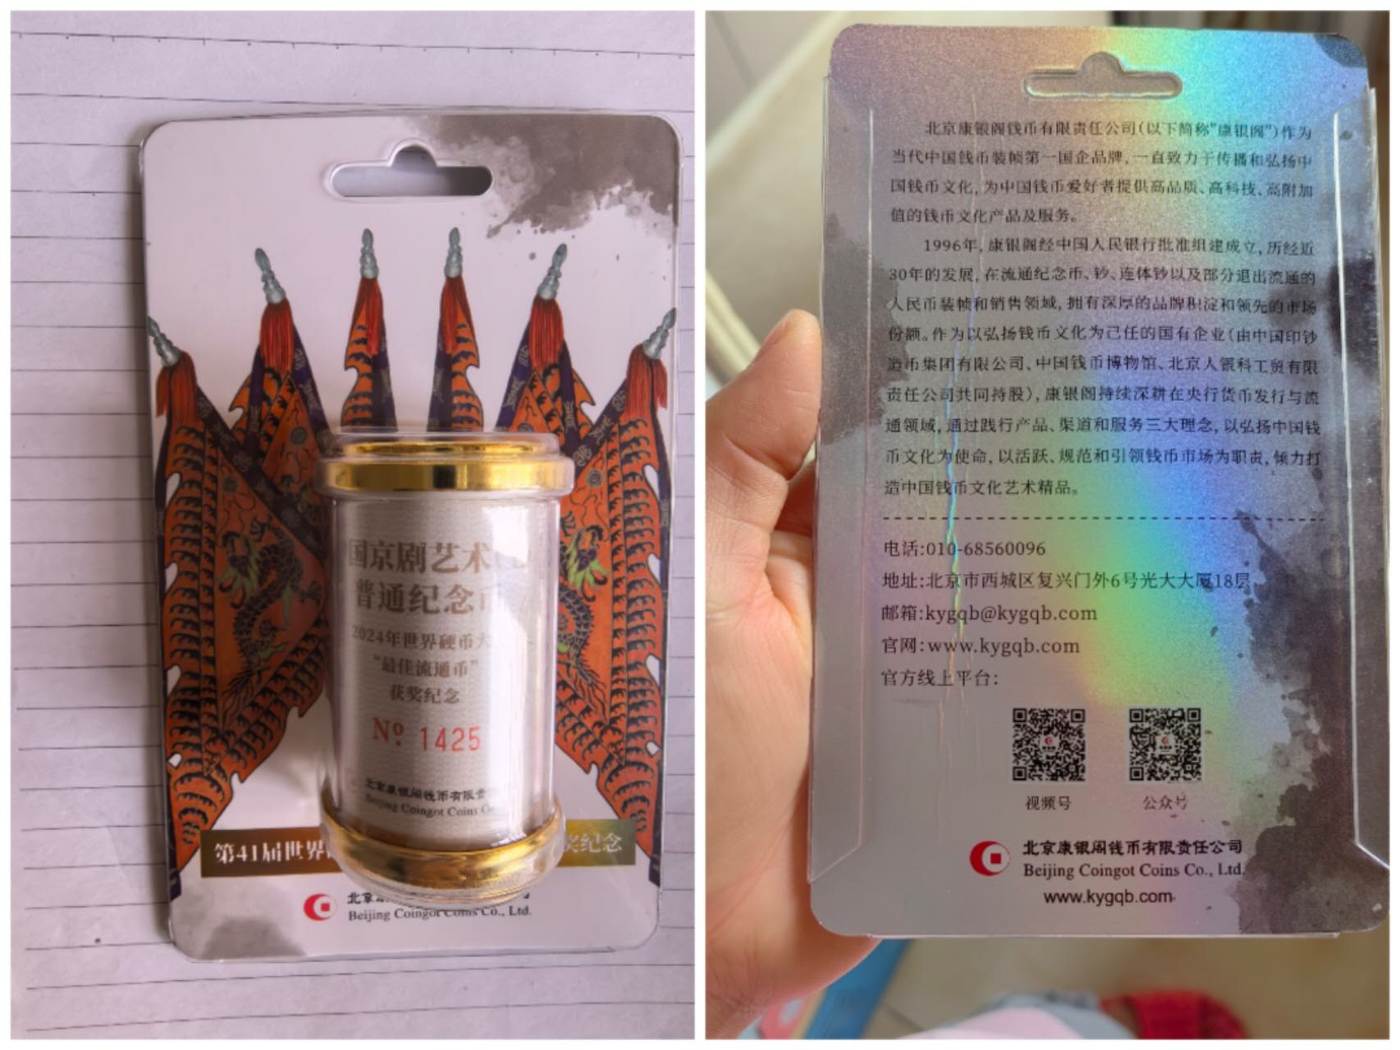 国京剧艺术
普通纪念币
2024年世界硬币大
"最佳流通币"
获奖纪念
Nº 1425
北京康银阁钱币有限责
Beijing Coingot Coins Co
第41届世界
奖纪念
北京
Beijing Coingot Coins Co., Ltd.
北京康银阁钱币有限责任公司(以下简称"康银阁")作为
当代中国钱币装帧第一国企品牌,一直致力于传播和弘扬中
国钱币文化,为中国钱币爱好者提供高品质、高科技、高附加
值的钱币文化产品及服务。
1996年,康银阁经中国人民银行批准组建成立,历经近
30年的发展,在流通纪念币、钞、连体钞以及部分退出流通的
人民币装帧和销售领域,拥有深厚的品牌积淀和领先的市场
份额。作为以弘扬钱币文化为己任的国有企业(由中国印钞
造币集团有限公司、中国钱币博物馆、北京人银科工贸有限
责任公司共同持股),康银阁持续深耕在央行货币发行与流
通领域,通过践行产品、渠道和服务三大理念,以弘扬中国钱
币文化为使命,以活跃、规范和引领钱币市场为职责,倾力打
造中国钱币文化艺术精品。
电话:010-68560096
地址:北京市西城区复兴门外6号光大大厦18层
邮箱:kygqb@kygqb.com
官网:www.kygqb.com
官方线上平台:
视频号
公众号
北京康银阁钱币有限责任公司
Beijing Coingot Coins Co., Ltd.
www.kygqb.com